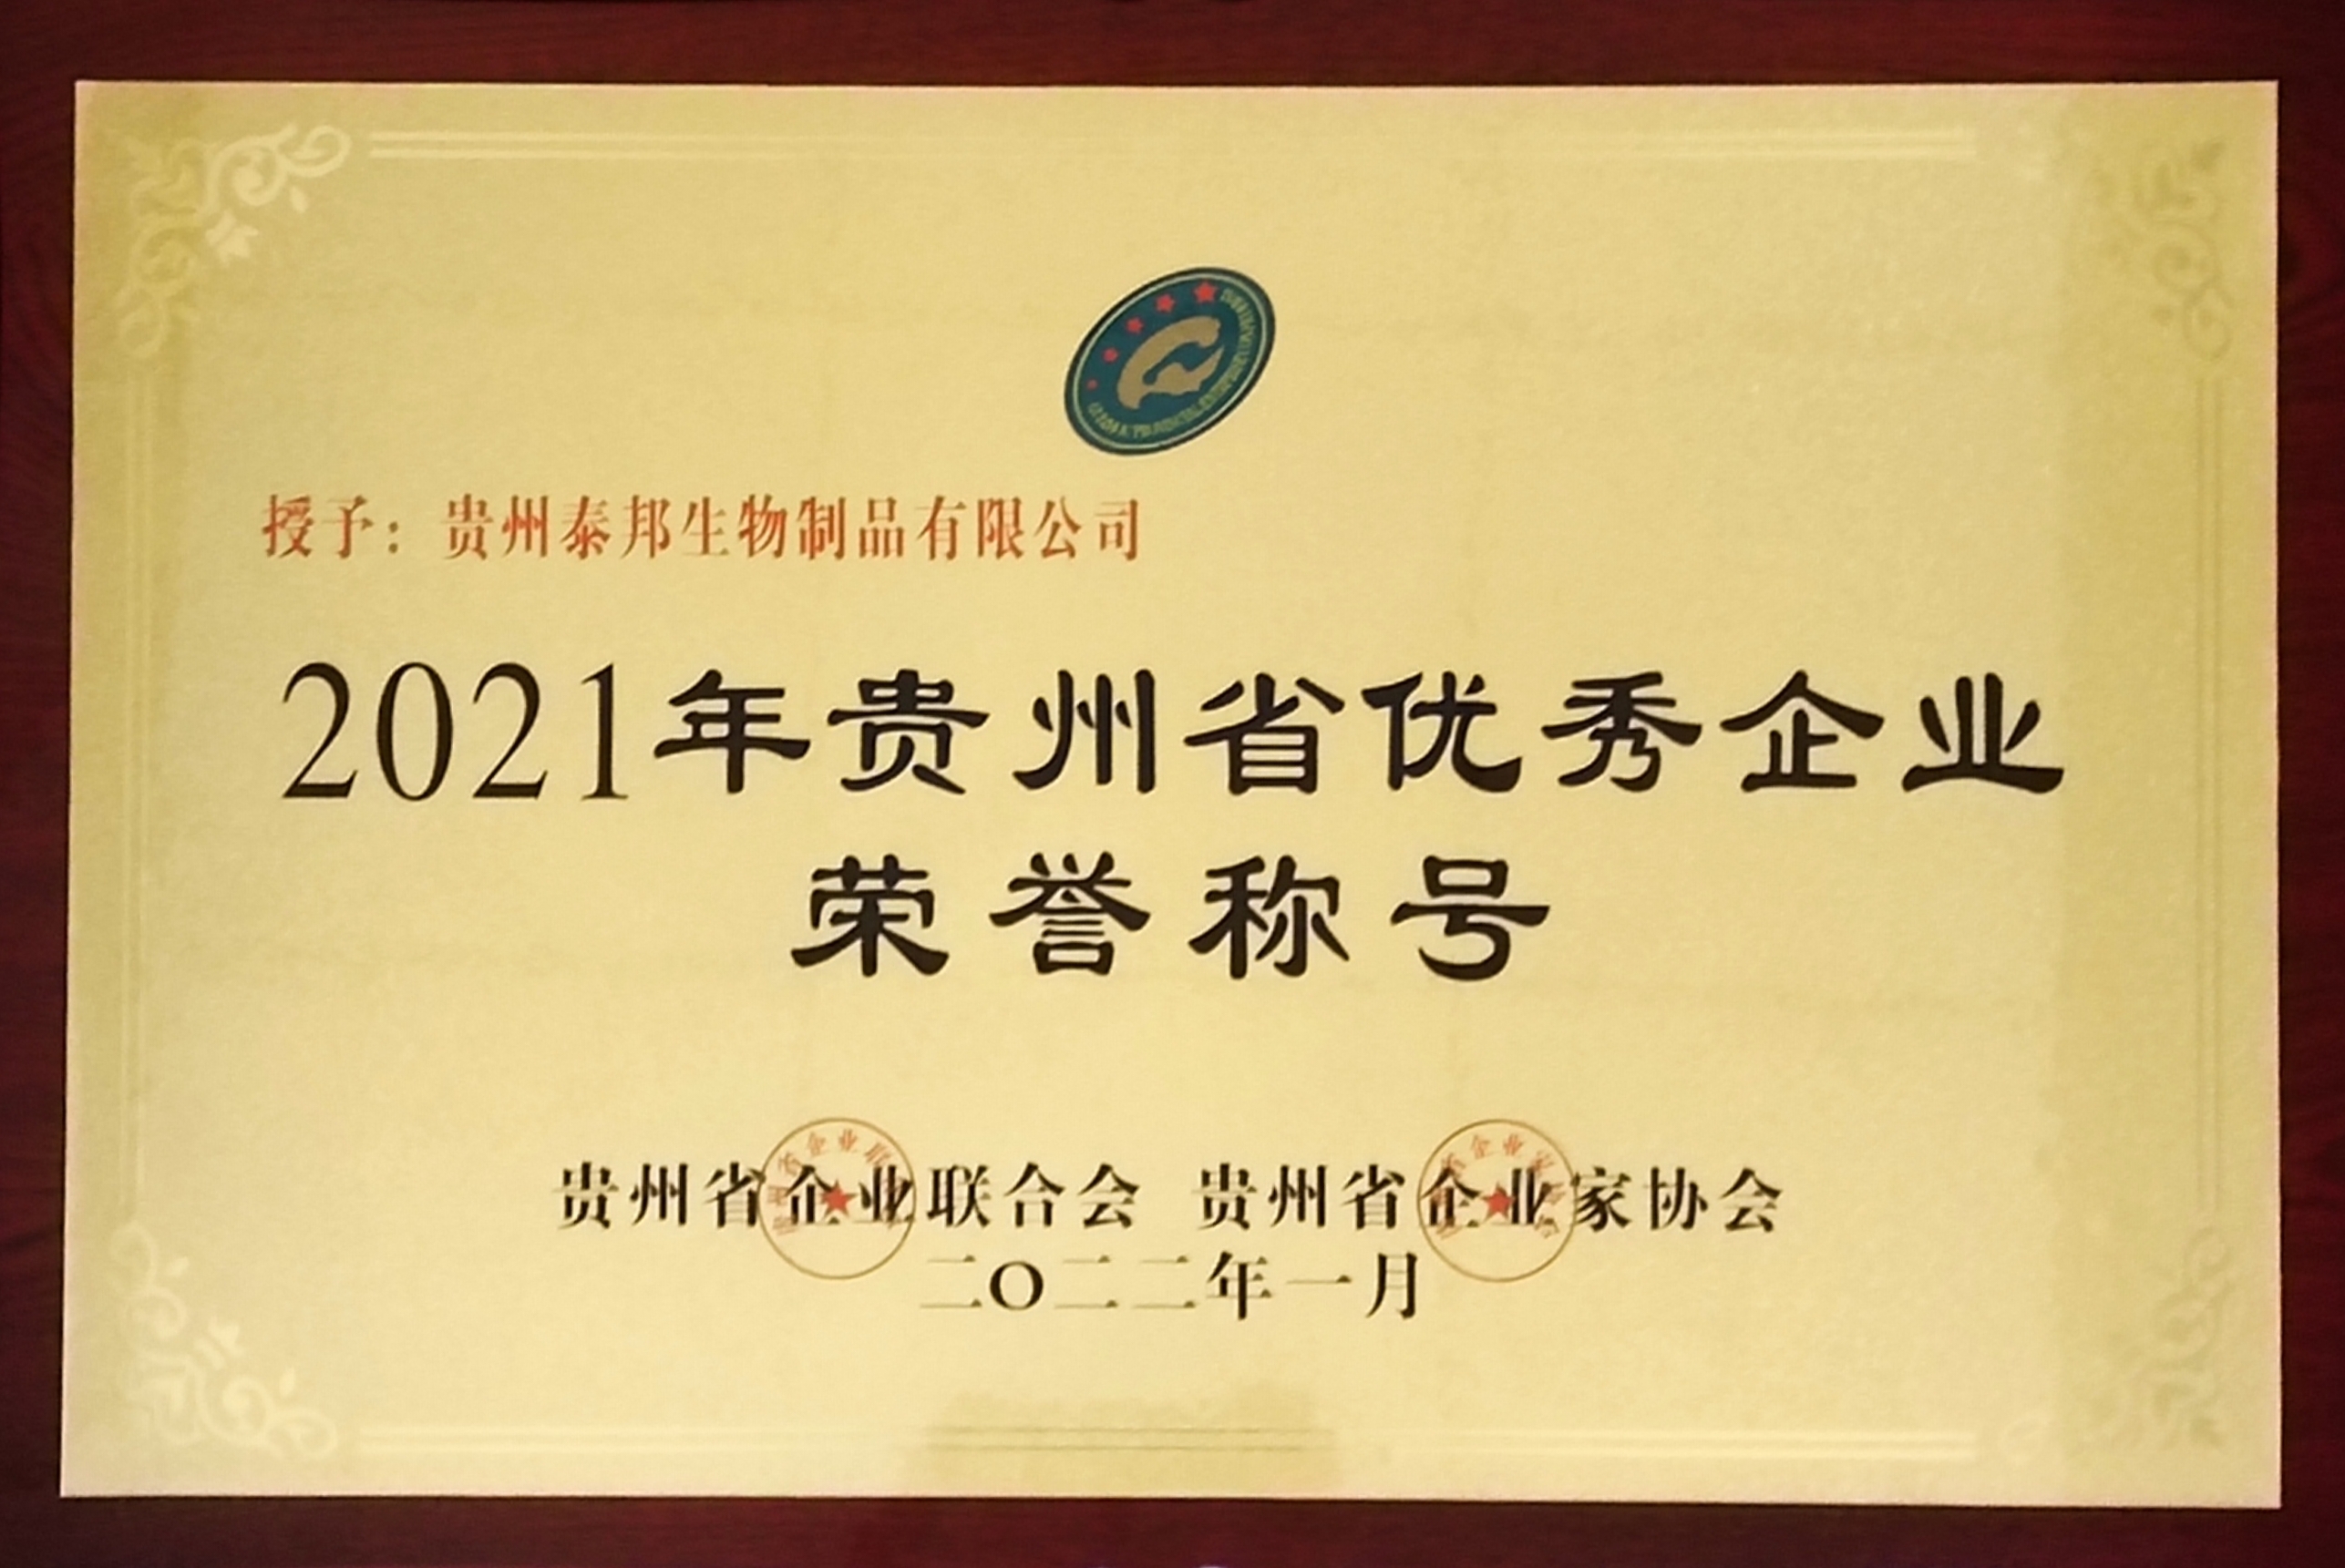 授予：贵州泰邦生物制品有限公司
2021年贵州省优秀企业
荣誉称号
贵州省企业联合会 贵州省企业家协会
二〇二二年一月